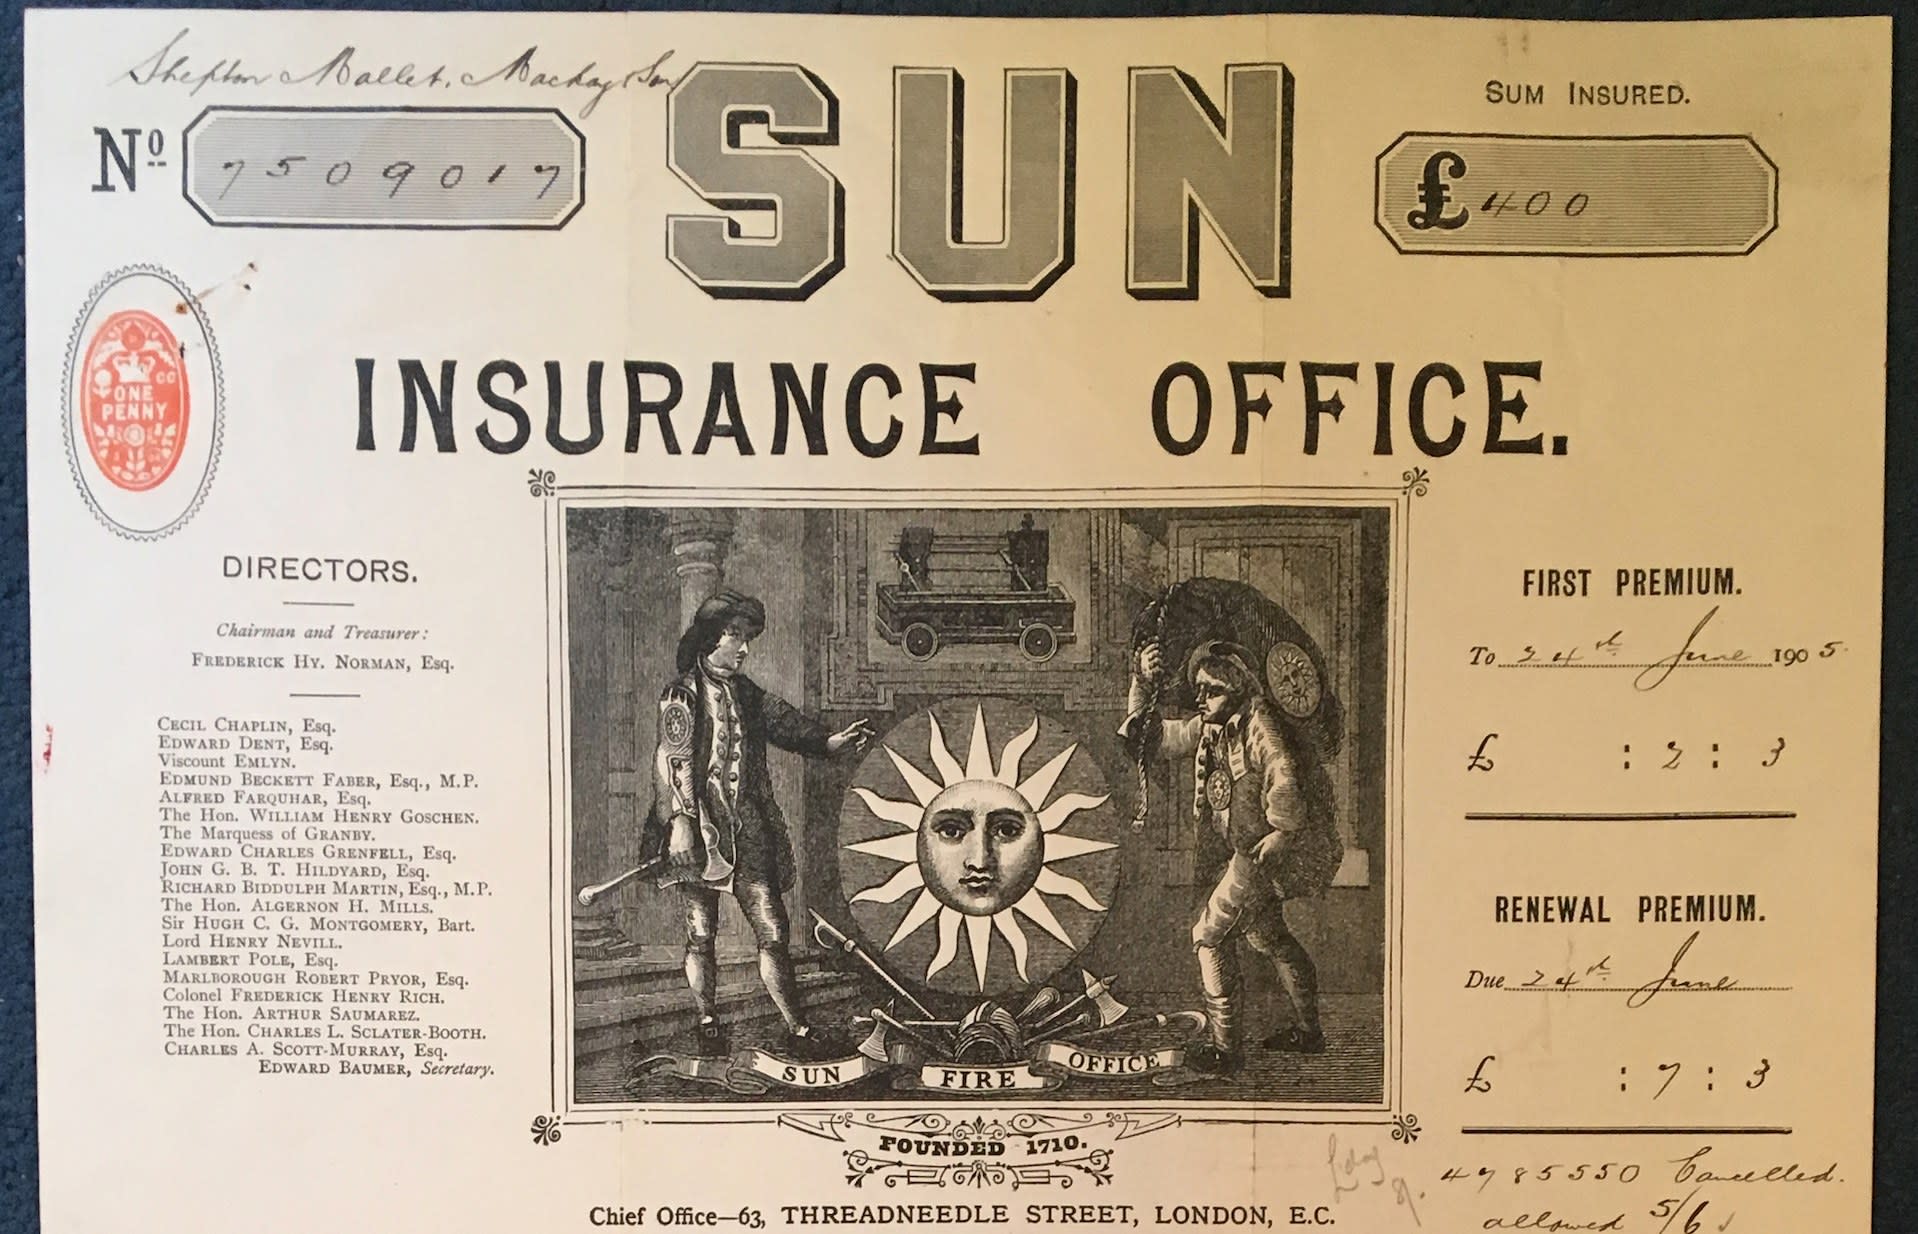 Shepton Mallet. Mackay & Son
No 7509017
SUN
SUM INSURED.
£ 400
CC
ONE
PENNY
INSURANCE OFFICE.
DIRECTORS.
Chairman and Treasurer:
FREDERICK HY. NORMAN, Esq.
CECIL CHAPLIN, Esq.
EDWARD DENT, Esq.
Viscount EMLYN.
EDMUND BECKETT FABER, Esq., M.P.
ALFRED FARQUHAR, Esq.
The Hon. WILLIAM HENRY GOSCHEN.
The Marquess of GRANBY.
EDWARD CHARLES GRENFELL, Esq.
JOHN G. B. T. HILDYARD, Esq.
RICHARD BIDDULPH MARTIN, Esq., M.P.
The Hon. ALGERNON H. MILLS.
Sir HUGH C. G. MONTGOMERY, Bart.
Lord HENRY NEVILL.
LAMBERT POLE, Esq.
MARLBOROUGH ROBERT PRYOR, Esq.
Colonel FREDERICK HENRY RICH.
The Hon. ARTHUR SAUMAREZ.
The Hon. CHARLES L. SCLATER-BOOTH.
CHARLES A. SCOTT-MURRAY, Esq.
EDWARD BAUMER, Secretary.
SUN FIRE OFFICE
FOUNDED 1710.
Chief Office—63, THREADNEEDLE STREET, LONDON, E.C.
FIRST PREMIUM.
To 24th June 1905
£ : 2 : 3
RENEWAL PREMIUM.
Due 24th June
£ : 7 : 3
4785550 Cancelled.
allowed 5/6